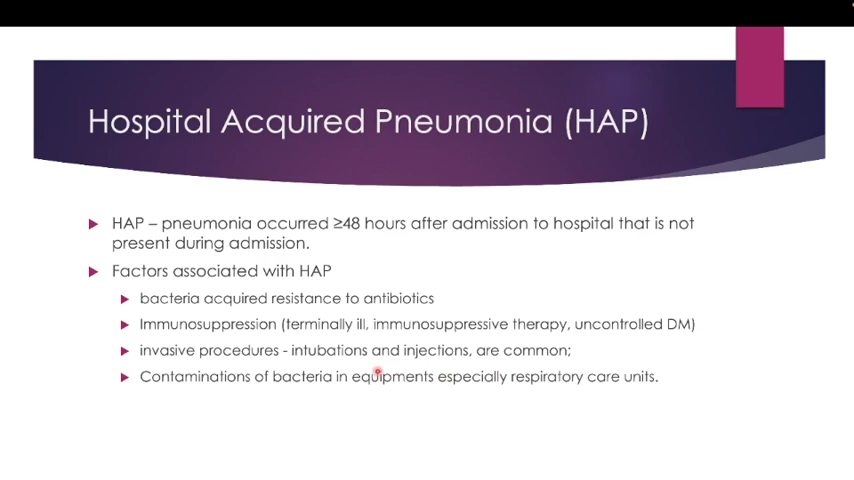 Hospital Acquired Pneumonia (HAP)
HAP – pneumonia occurred ≥48 hours after admission to hospital that is not
present during admission.
Factors associated with HAP
bacteria acquired resistance to antibiotics
Immunosuppression (terminally ill, immunosuppressive therapy, uncontrolled DM)
invasive procedures - intubations and injections, are common;
Contaminations of bacteria in equipments especially respiratory care units.